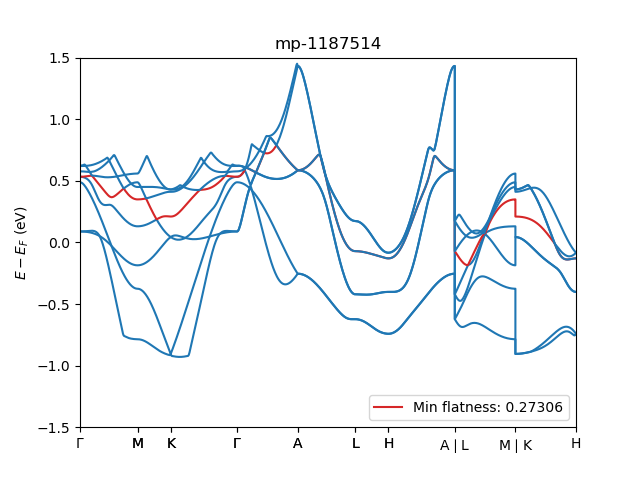 mp-1187514
1.5
1.0
0.5
0.0
−0.5
−1.0
−1.5
E − E_F (eV)
Min flatness: 0.27306
Γ M K Γ A L H A | L M | K H